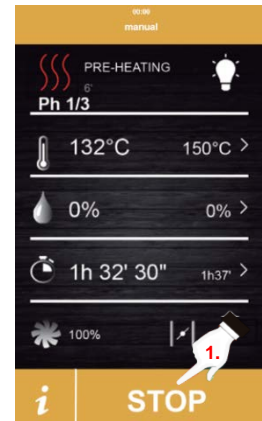 00:00
manual
PRE-HEATING
6'
Ph 1/3
132°C 150°C >
0% 0% >
1h 32' 30" 1h37' >
100%
1.
i STOP